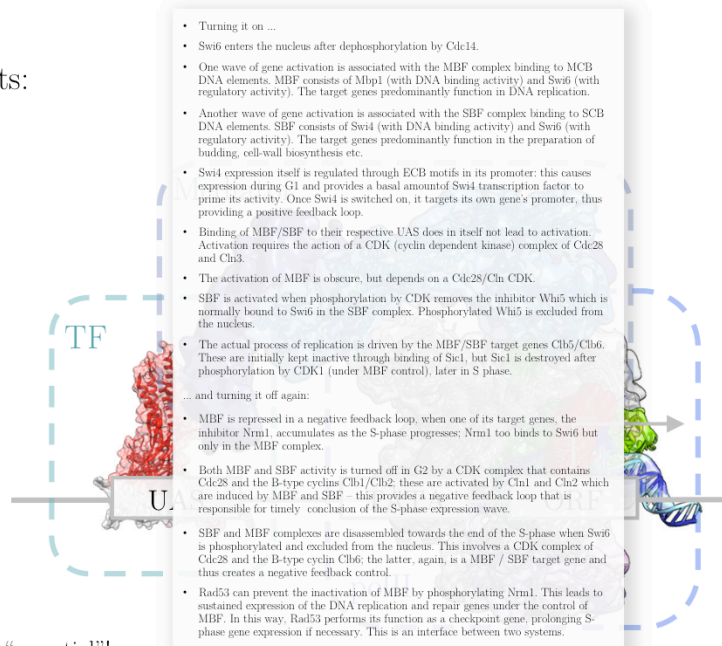 ts:
• Turning it on ...
• Swi6 enters the nucleus after dephosphorylation by Cdc14.
• One wave of gene activation is associated with the MBF complex binding to MCB
DNA elements. MBF consists of Mbp1 (with DNA binding activity) and Swi6 (with
regulatory activity). The target genes predominantly function in DNA replication.
• Another wave of gene activation is associated with the SBF complex binding to SCB
DNA elements. SBF consists of Swi4 (with DNA binding activity) and Swi6 (with
regulatory activity). The target genes predominantly function in the preparation of
budding, cell-wall biosynthesis etc.
• Swi4 expression itself is regulated through ECB motifs in its promoter: this causes
expression during G1 and provides a basal amountof Swi4 transcription factor to
prime its activity. Once Swi4 is switched on, it targets its own gene's promoter, thus
providing a positive feedback loop.
• Binding of MBF/SBF to their respective UAS does in itself not lead to activation.
Activation requires the action of a CDK (cyclin dependent kinase) complex of Cdc28
and Cln3.
• The activation of MBF is obscure, but depends on a Cdc28/Cln CDK.
• SBF is activated when phosphorylation by CDK removes the inhibitor Whi5 which is
normally bound to Swi6 in the SBF complex. Phosphorylated Whi5 is excluded from
the nucleus.
TF
• The actual process of replication is driven by the MBF/SBF target genes Clb5/Clb6.
These are initially kept inactive through binding of Sic1, but Sic1 is destroyed after
phosphorylation by CDK1 (under MBF control), later in S phase.
... and turning it off again:
• MBF is repressed in a negative feedback loop, when one of its target genes, the
inhibitor Nrm1, accumulates as the S-phase progresses; Nrm1 too binds to Swi6 but
only in the MBF complex.
• Both MBF and SBF activity is turned off in G2 by a CDK complex that contains
Cdc28 and the B-type cyclins Clb1/Clb2; these are activated by Cln1 and Cln2 which
are induced by MBF and SBF – this provides a negative feedback loop that is
responsible for timely conclusion of the S-phase expression wave.
UAS ORF
• SBF and MBF complexes are disassembled towards the end of the S-phase when Swi6
is phosphorylated and excluded from the nucleus. This involves a CDK complex of
Cdc28 and the B-type cyclin Clb6; the latter, again, is a MBF / SBF target gene and
thus creates a negative feedback control.
• Rad53 can prevent the inactivation of MBF by phosphorylating Nrm1. This leads to
sustained expression of the DNA replication and repair genes under the control of
MBF. In this way, Rad53 performs its function as a checkpoint gene, prolonging S-
phase gene expression if necessary. This is an interface between two systems.